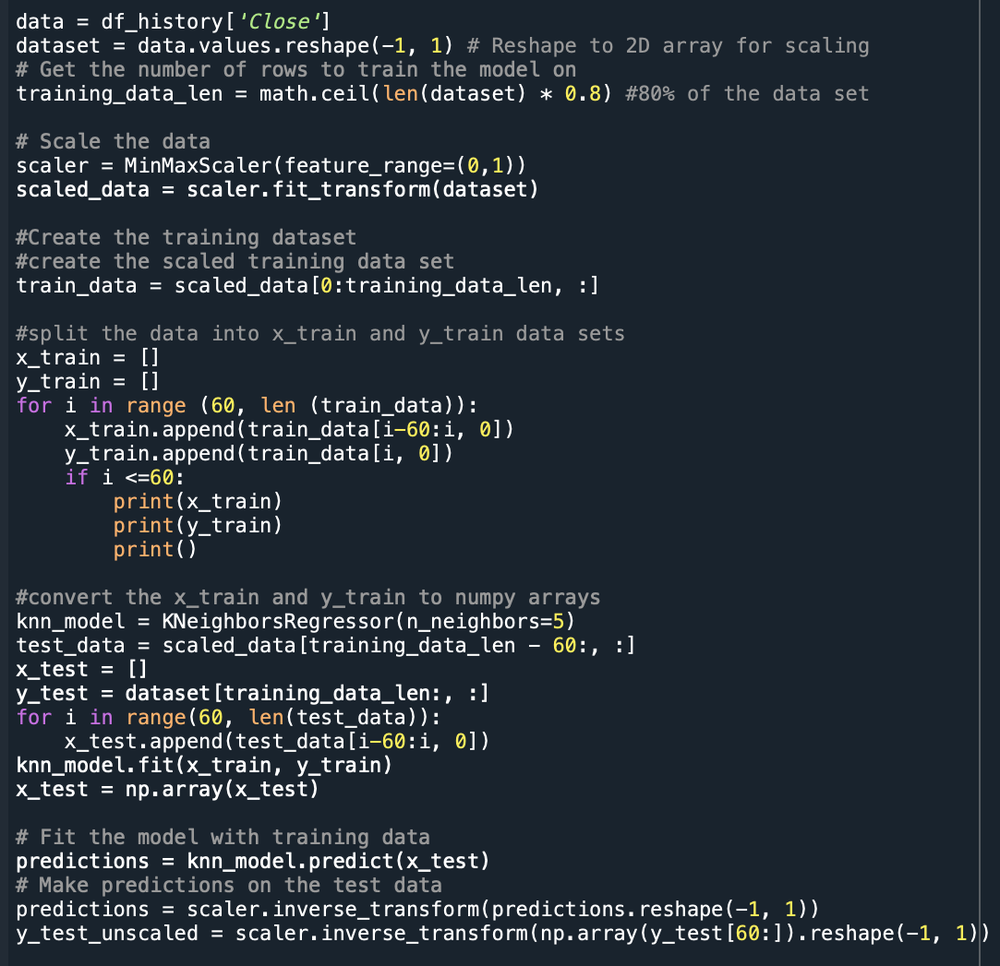 data = df_history['Close']
dataset = data.values.reshape(-1, 1) # Reshape to 2D array for scaling
# Get the number of rows to train the model on
training_data_len = math.ceil(len(dataset) * 0.8) #80% of the data set
# Scale the data
scaler = MinMaxScaler(feature_range=(0,1))
scaled_data = scaler.fit_transform(dataset)
#Create the training dataset
#create the scaled training data set
train_data = scaled_data[0:training_data_len, :]
#split the data into x_train and y_train data sets
x_train = []
y_train = []
for i in range (60, len (train_data)):
    x_train.append(train_data[i-60:i, 0])
    y_train.append(train_data[i, 0])
    if i <=60:
        print(x_train)
        print(y_train)
        print()
#convert the x_train and y_train to numpy arrays
knn_model = KNeighborsRegressor(n_neighbors=5)
test_data = scaled_data[training_data_len - 60:, :]
x_test = []
y_test = dataset[training_data_len:, :]
for i in range(60, len(test_data)):
    x_test.append(test_data[i-60:i, 0])
knn_model.fit(x_train, y_train)
x_test = np.array(x_test)
# Fit the model with training data
predictions = knn_model.predict(x_test)
# Make predictions on the test data
predictions = scaler.inverse_transform(predictions.reshape(-1, 1))
y_test_unscaled = scaler.inverse_transform(np.array(y_test[60:]).reshape(-1, 1))